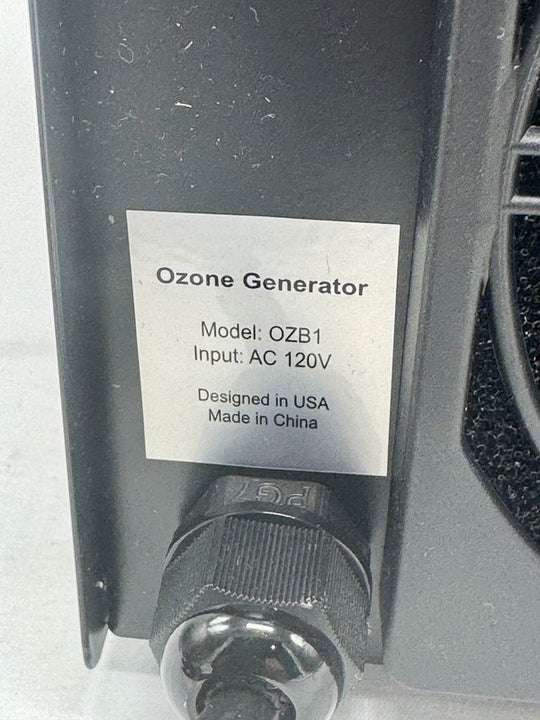 Ozone Generator
Model: OZB1
Input: AC 120V
Designed in USA
Made in China
PG7